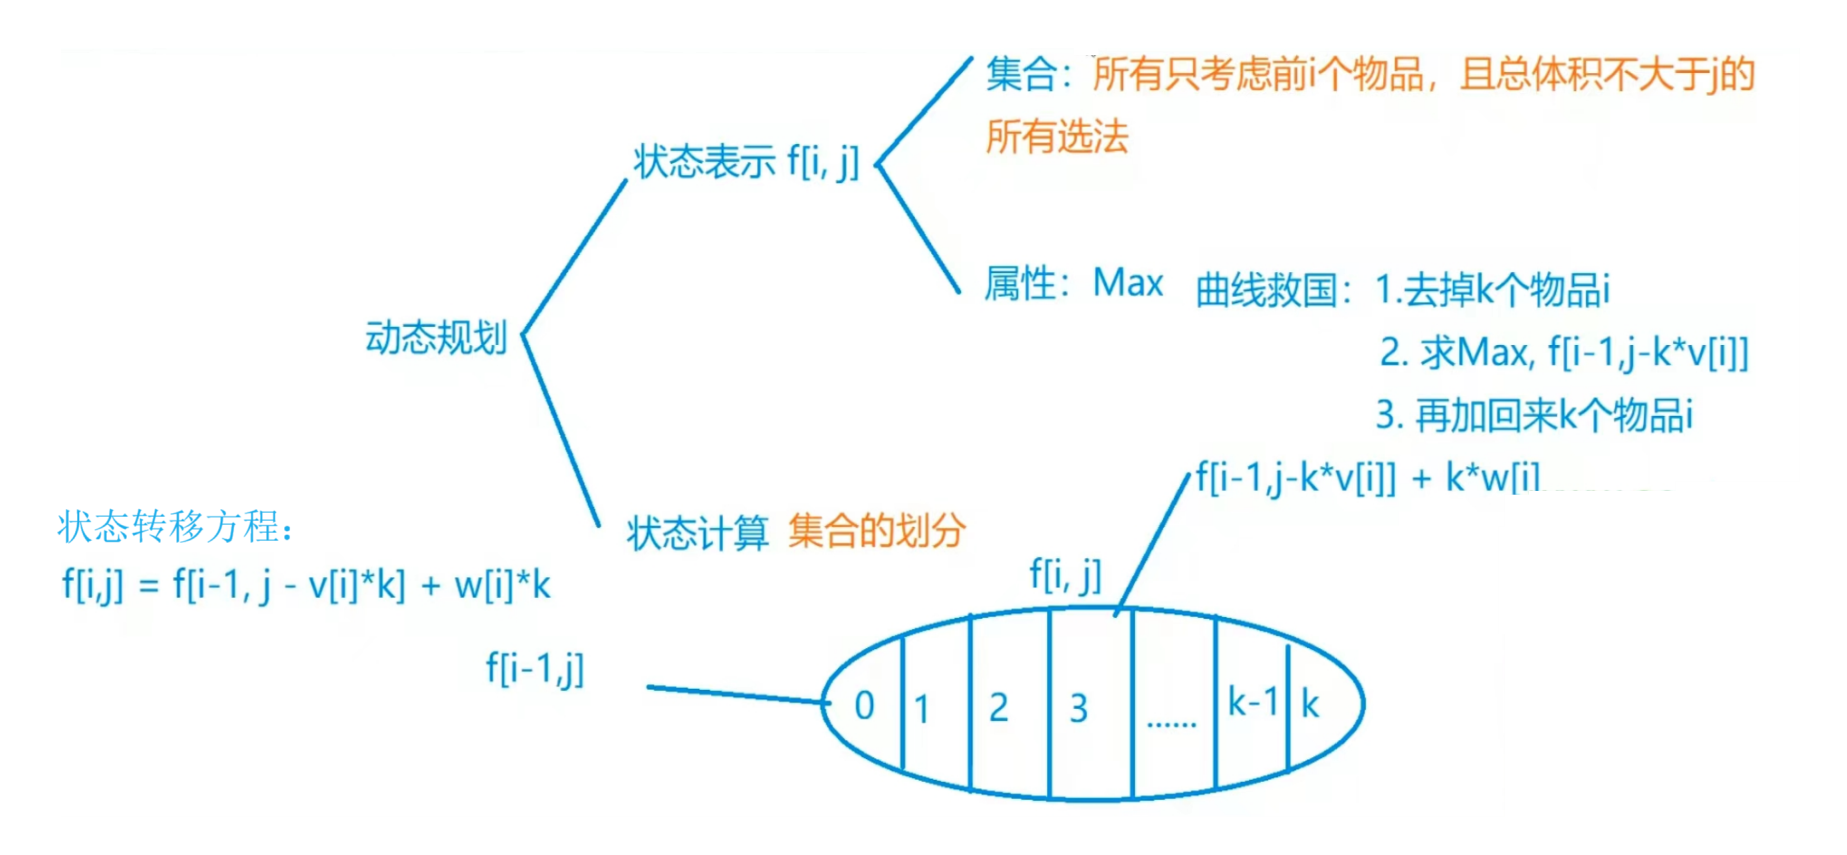 集合：所有只考虑前i个物品，且总体积不大于j的
所有选法
状态表示 f[i, j]
属性：Max 曲线救国：1.去掉k个物品i
2. 求Max, f[i-1,j-k*v[i]]
3. 再加回来k个物品i
动态规划
f[i-1,j-k*v[i]] + k*w[i]
状态计算 集合的划分
状态转移方程：
f[i,j] = f[i-1, j - v[i]*k] + w[i]*k
f[i, j]
f[i-1,j]
0 1 2 3 ...... k-1 k